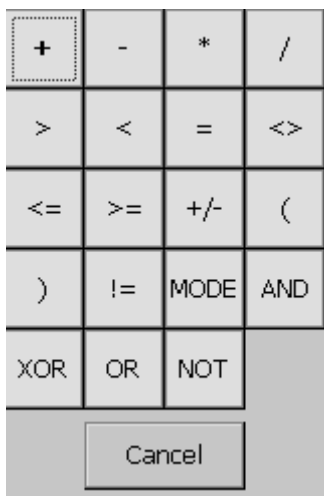 + - * /
> < = <>
<= >= +/- (
) != MODE AND
XOR OR NOT
Cancel